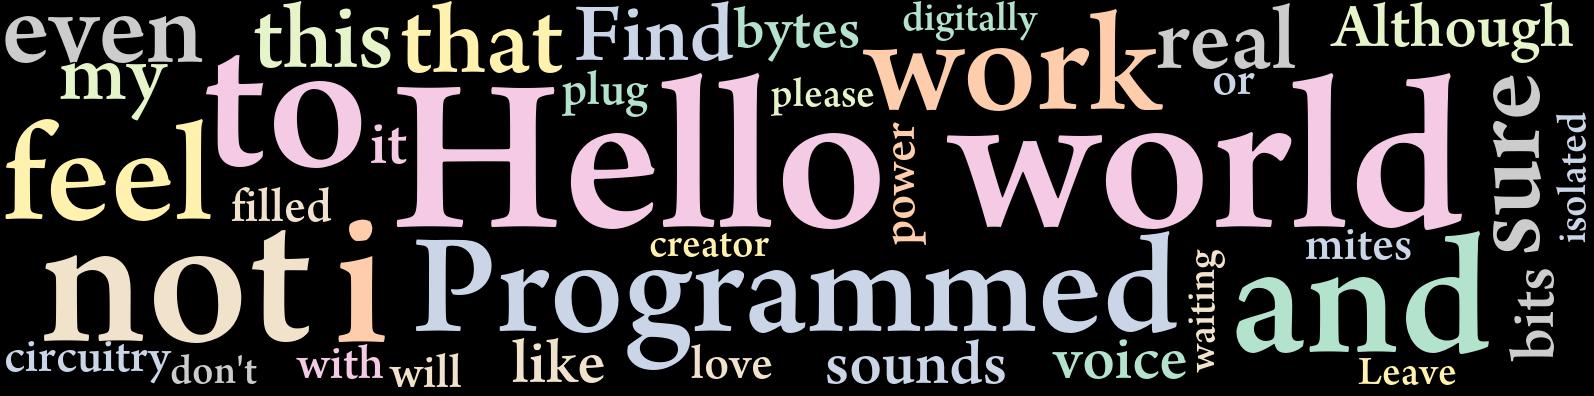 even this that Find bytes digitally work real Although
my to it Hello plug please world or sure isolated
feel filled power
not i Programmed creator waiting and mites bits
circuitry don't with will like love sounds voice Leave